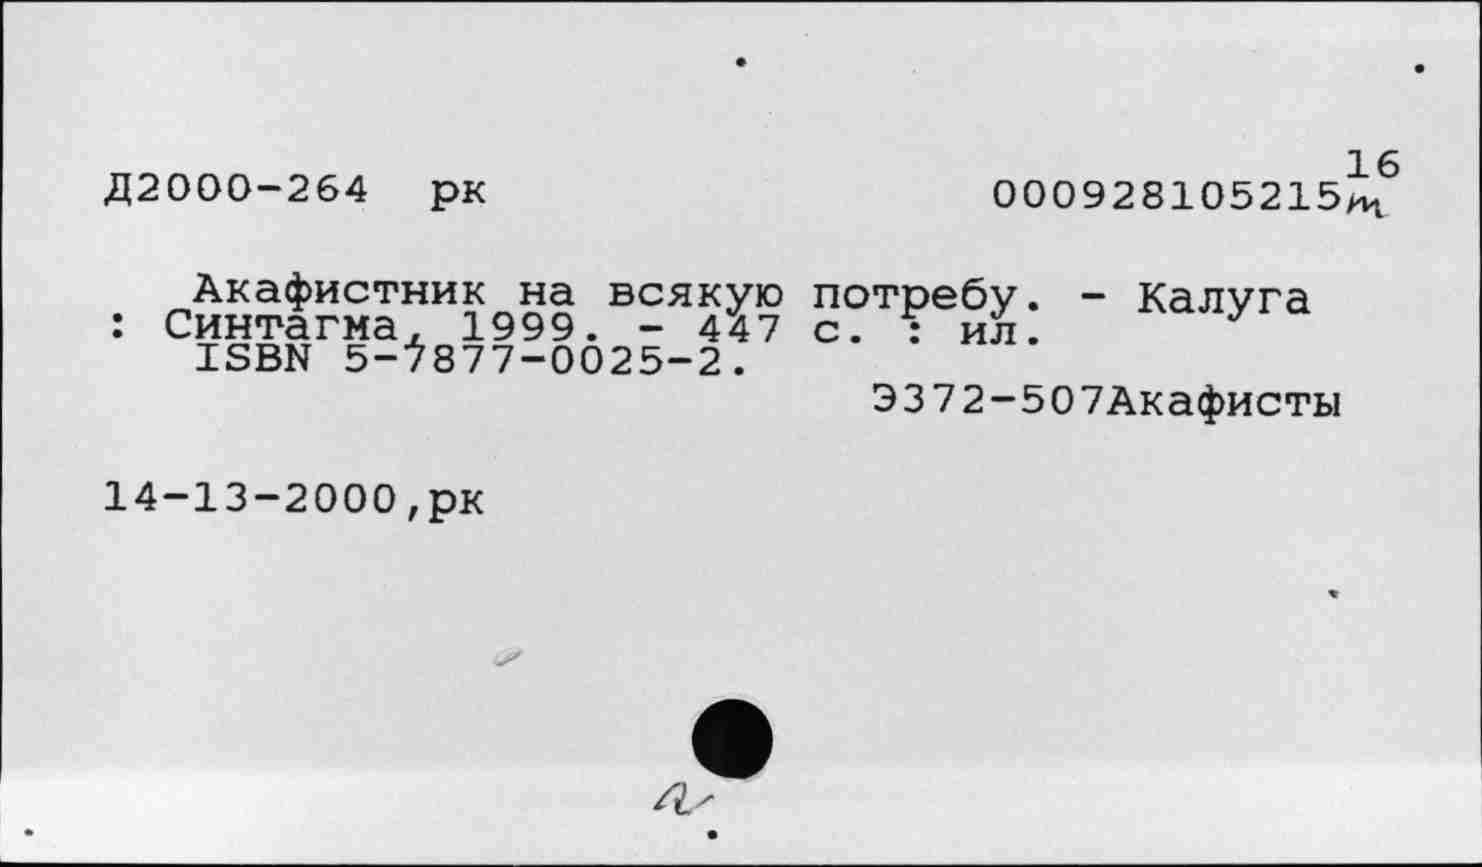 16
Д2000-264 рк 000928105215
Акафистник на всякую потребу. - Калуга
: Синтагма, 1999. - 447 с. : ил.
ISBN 5-7877-0025-2.
Э372-507Акафисты
14-13-2000,рк